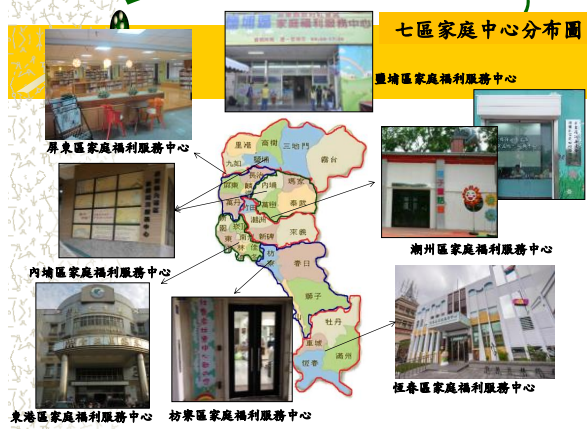 七區家庭中心分布圖
鹽埔區家庭福利服務中心
屏東區家庭福利服務中心
內埔區家庭福利服務中心
潮州區家庭福利服務中心
東港區家庭福利服務中心
枋寮區家庭福利服務中心
恆春區家庭福利服務中心
里港
高樹
三地門
霧台
九如
鹽埔
屏東
內埔
瑪家
萬丹
竹田
萬巒
泰武
潮州
新碑
來義
春日
獅子
牡丹
車城
恆春
滿州